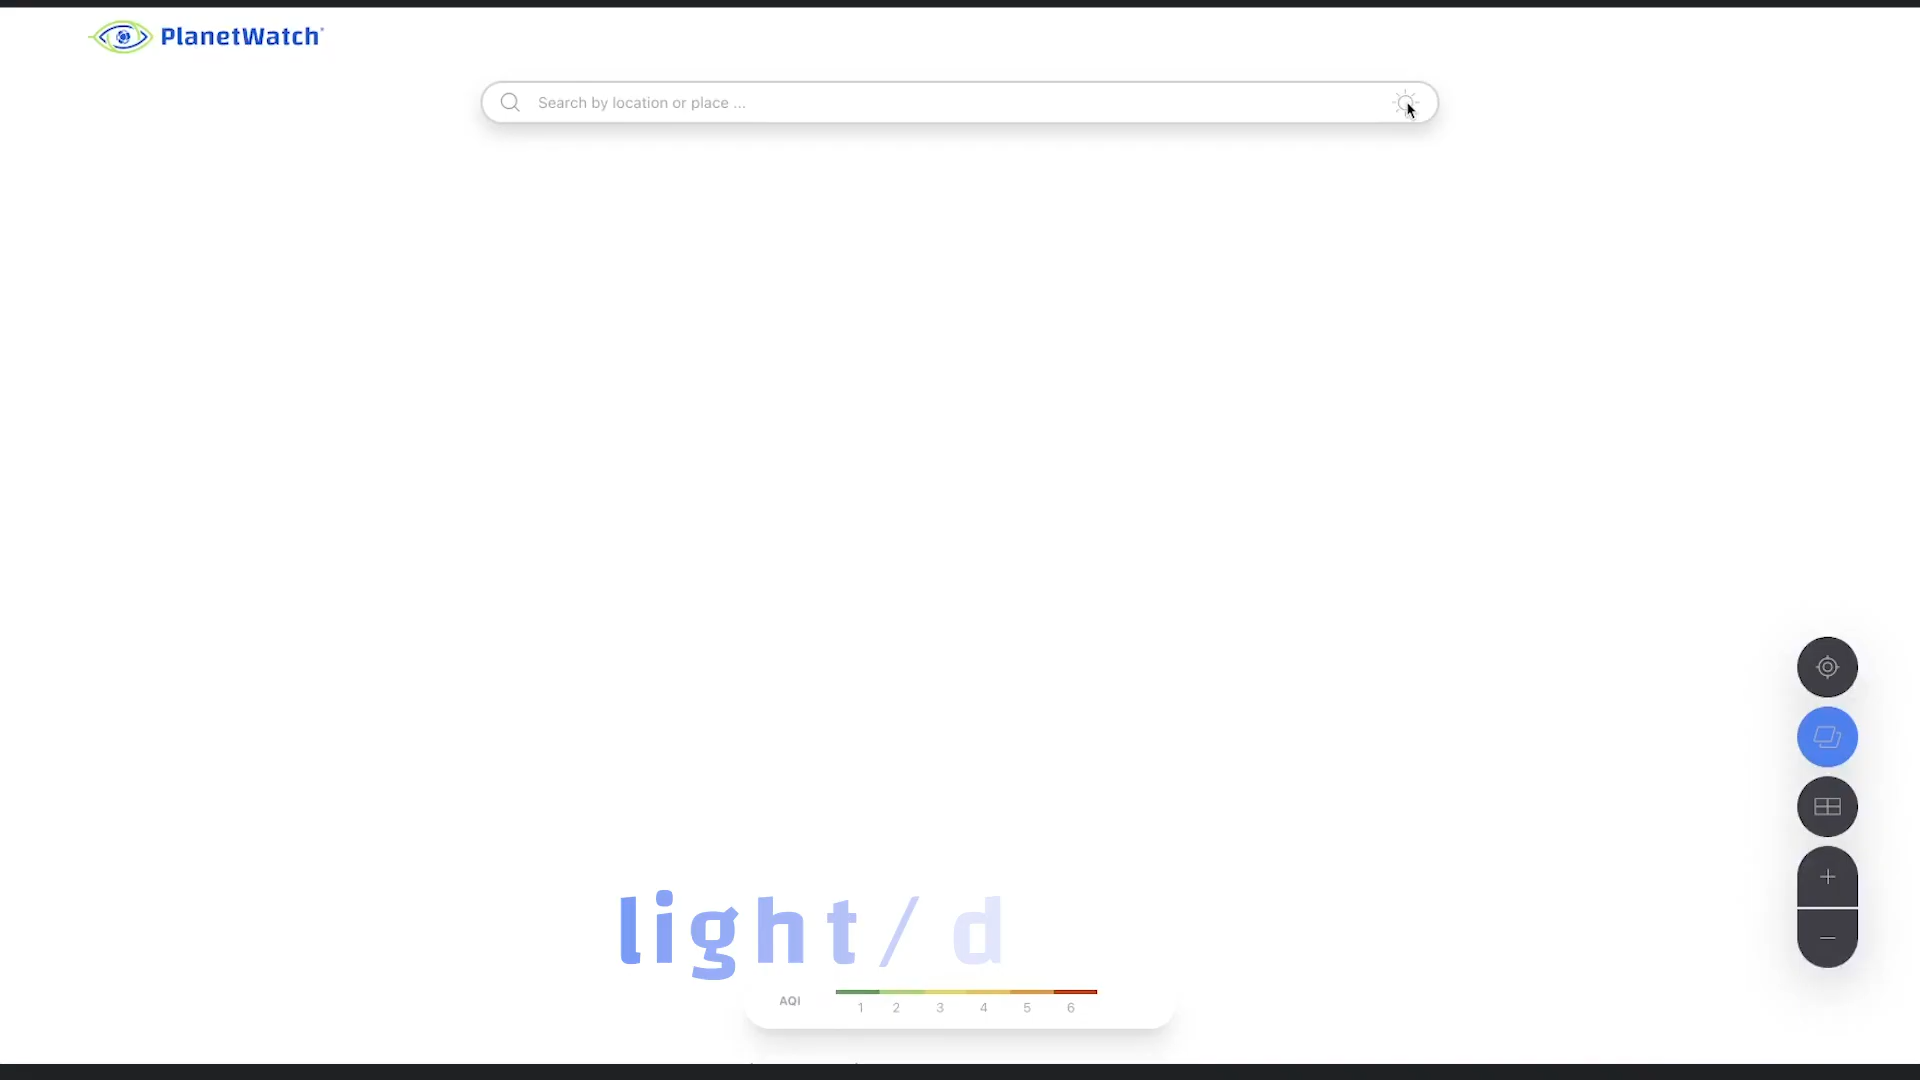 PlanetWatch
Search by location or place ...
light/ d
AQI
1 2 3 4 5 6